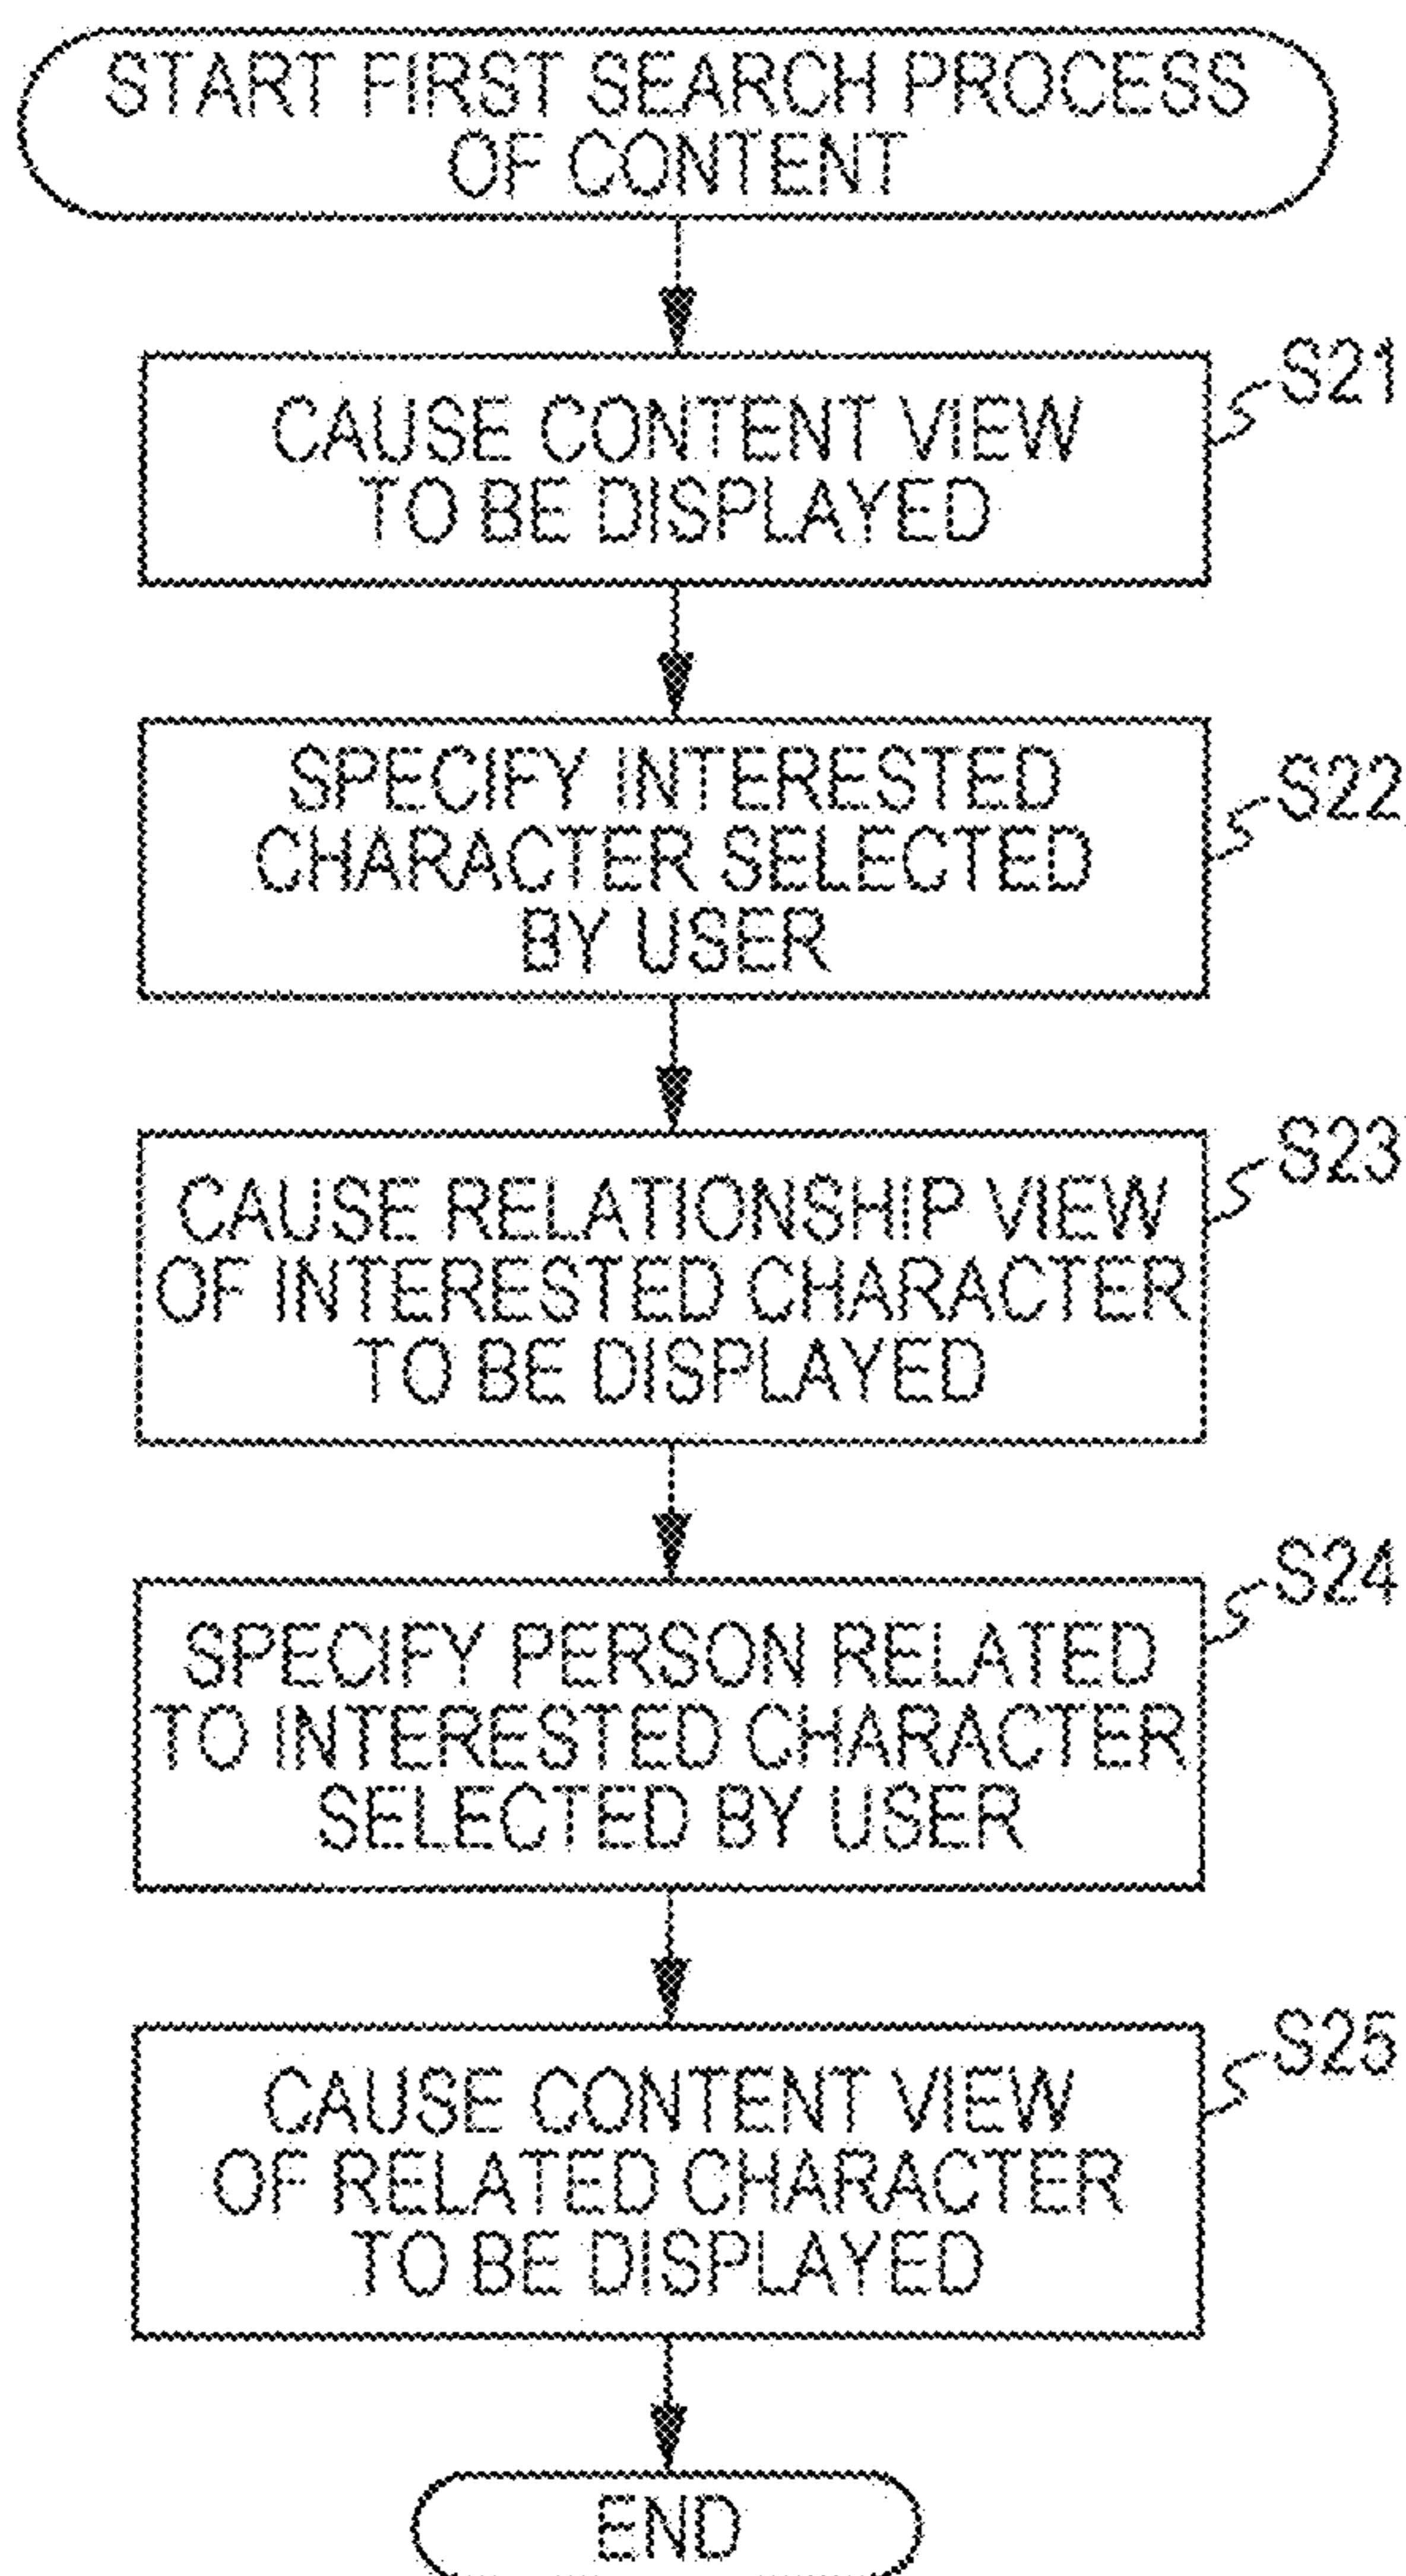 START FIRST SEARCH PROCESS
OF CONTENT
S21
CAUSE CONTENT VIEW
TO BE DISPLAYED
S22
SPECIFY INTERESTED
CHARACTER SELECTED
BY USER
S23
CAUSE RELATIONSHIP VIEW
OF INTERESTED CHARACTER
TO BE DISPLAYED
S24
SPECIFY PERSON RELATED
TO INTERESTED CHARACTER
SELECTED BY USER
S25
CAUSE CONTENT VIEW
OF RELATED CHARACTER
TO BE DISPLAYED
END